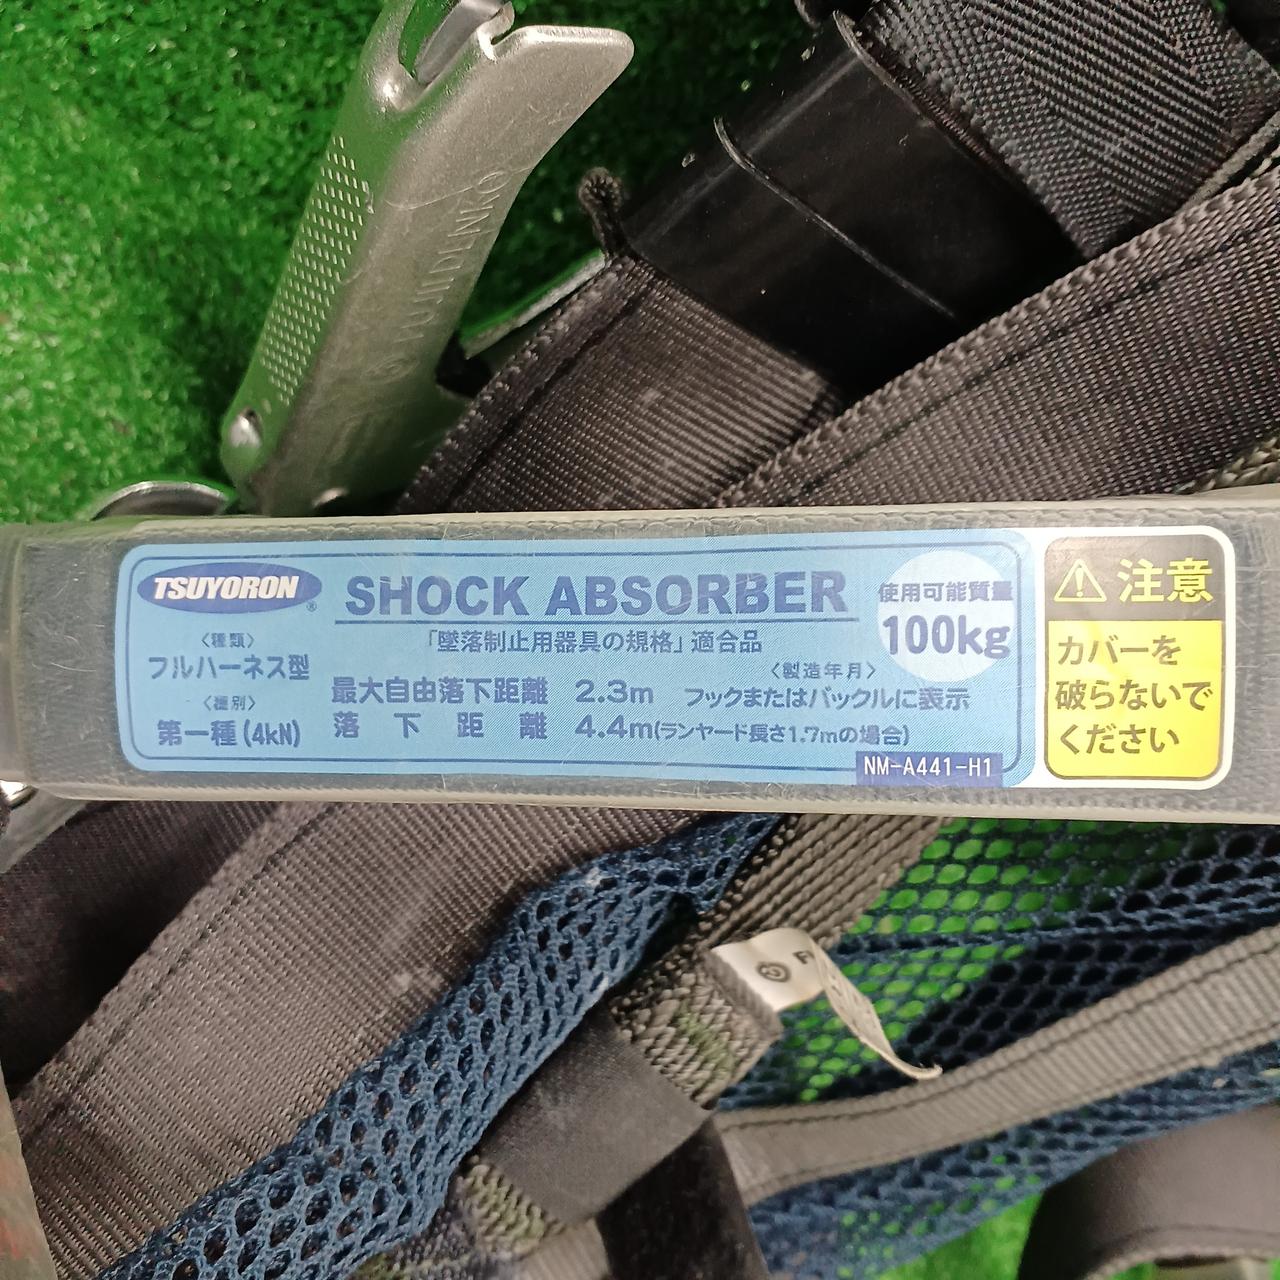 TSUYORON®
SHOCK ABSORBER
「墜落制止用器具の規格」適合品
使用可能質量
100kg
〈種類〉
フルハーネス型
〈種別〉
第一種(4kN)
〈製造年月〉
最大自由落下距離 2.3m フックまたはバックルに表示
落下距離 4.4m(ランヤード長さ1.7mの場合)
NM-A441-H1
注意
カバーを
破らないで
ください